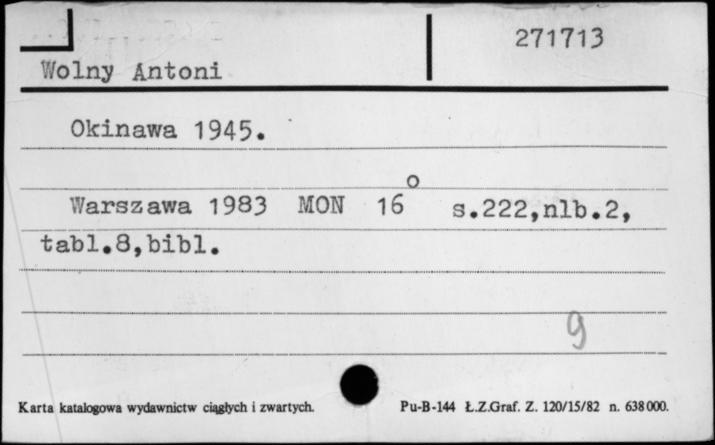 271713
Wolny Antoni
Okinawa 1945.
Warszawa 1983 MON 16° s.222,nlb.2,
tabl.8,bibl.
9
Karta katalogowa wydawnictw ciągłych i zwartych. Pu-B-144 Ł.Z.Graf. Z. 120/15/82 n. 638000.